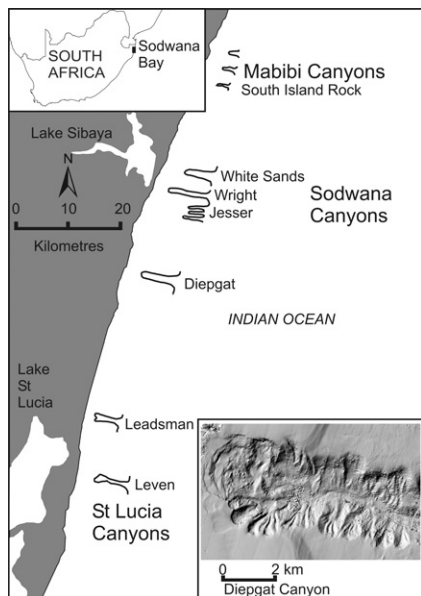 SOUTH
AFRICA
Sodwana
Bay
Mabibi Canyons
South Island Rock
Lake Sibaya
N
0 10 20
Kilometres
White Sands
Wright
Jesser
Sodwana
Canyons
Diepgat
INDIAN OCEAN
Lake
St
Lucia
Leadsman
Leven
St Lucia
Canyons
0 2 km
Diepgat Canyon